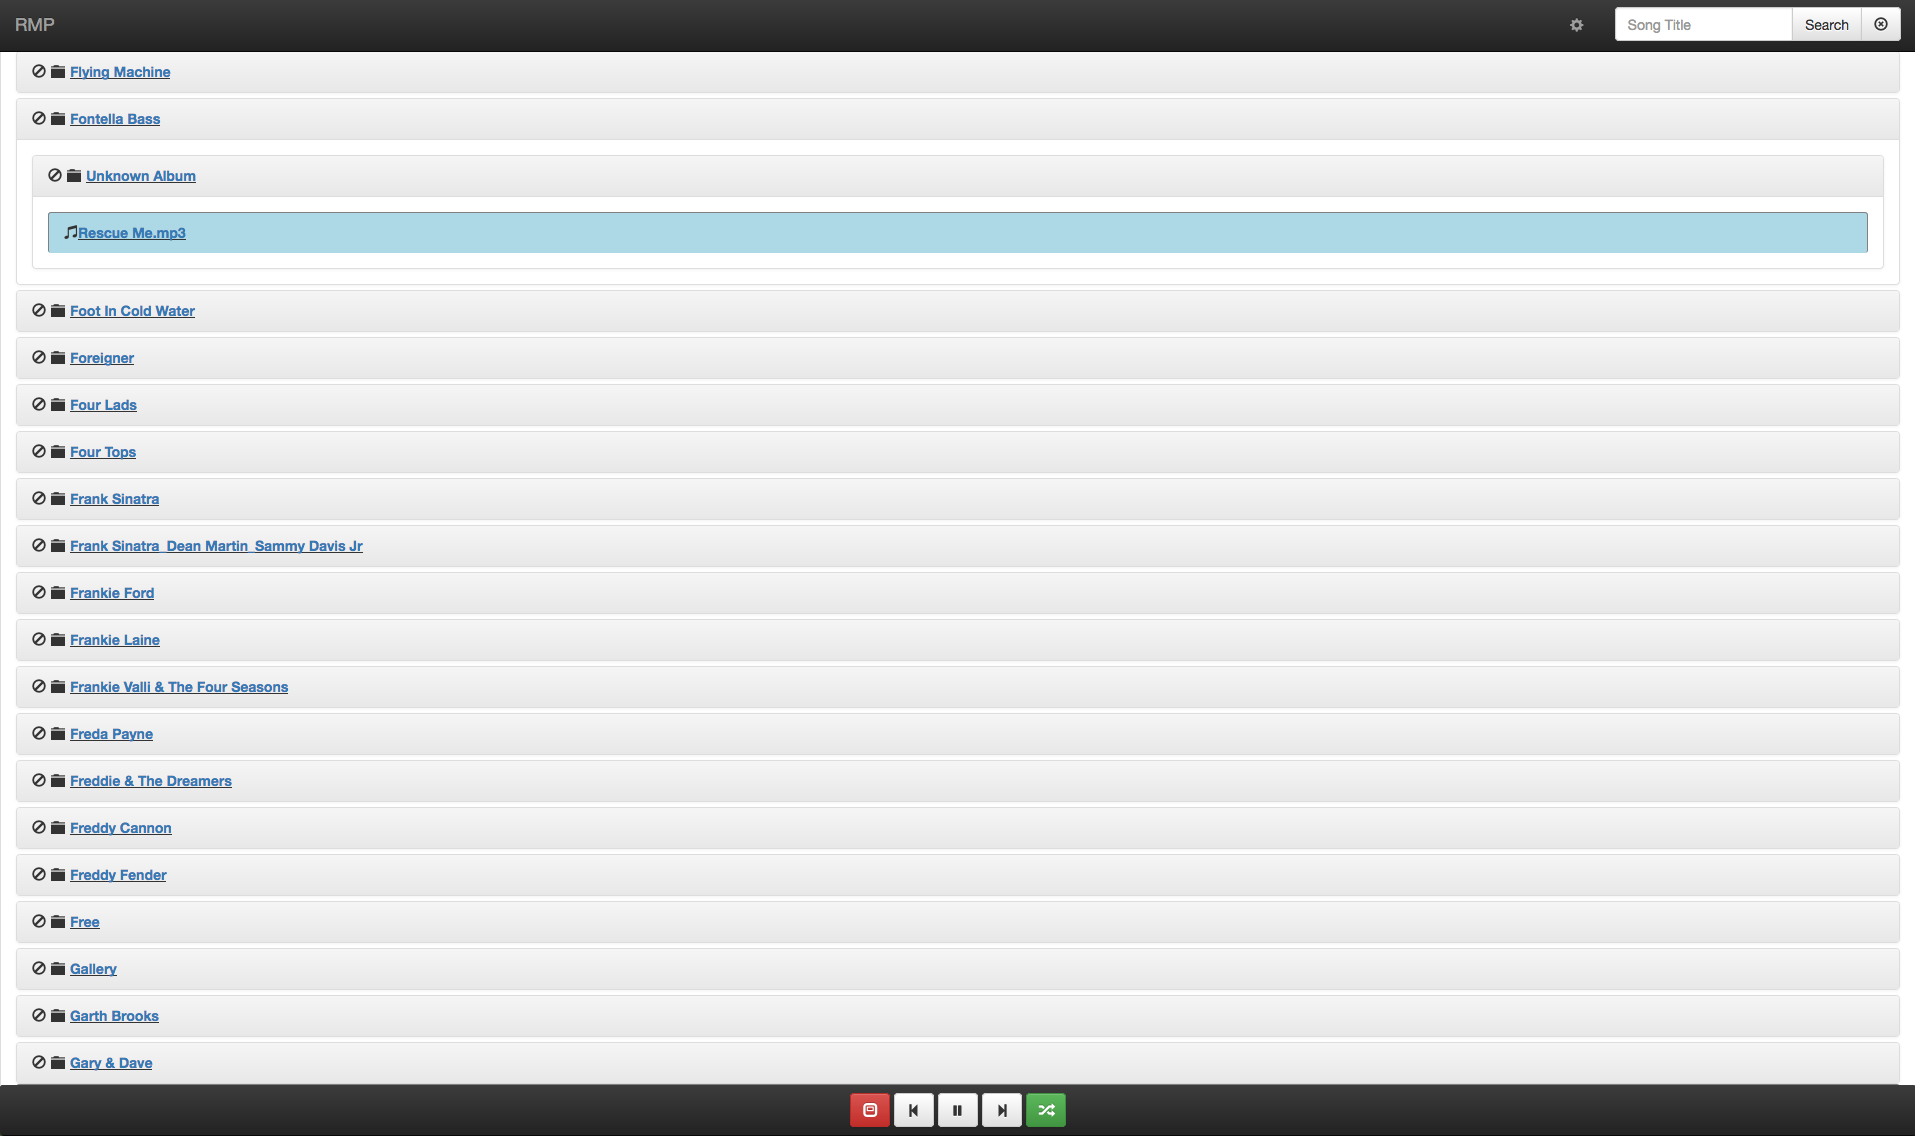 RMP
Song Title
Search
Flying Machine
Fontella Bass
Unknown Album
Rescue Me.mp3
Foot In Cold Water
Foreigner
Four Lads
Four Tops
Frank Sinatra
Frank Sinatra_Dean Martin_Sammy Davis Jr
Frankie Ford
Frankie Laine
Frankie Valli & The Four Seasons
Freda Payne
Freddie & The Dreamers
Freddy Cannon
Freddy Fender
Free
Gallery
Garth Brooks
Gary & Dave